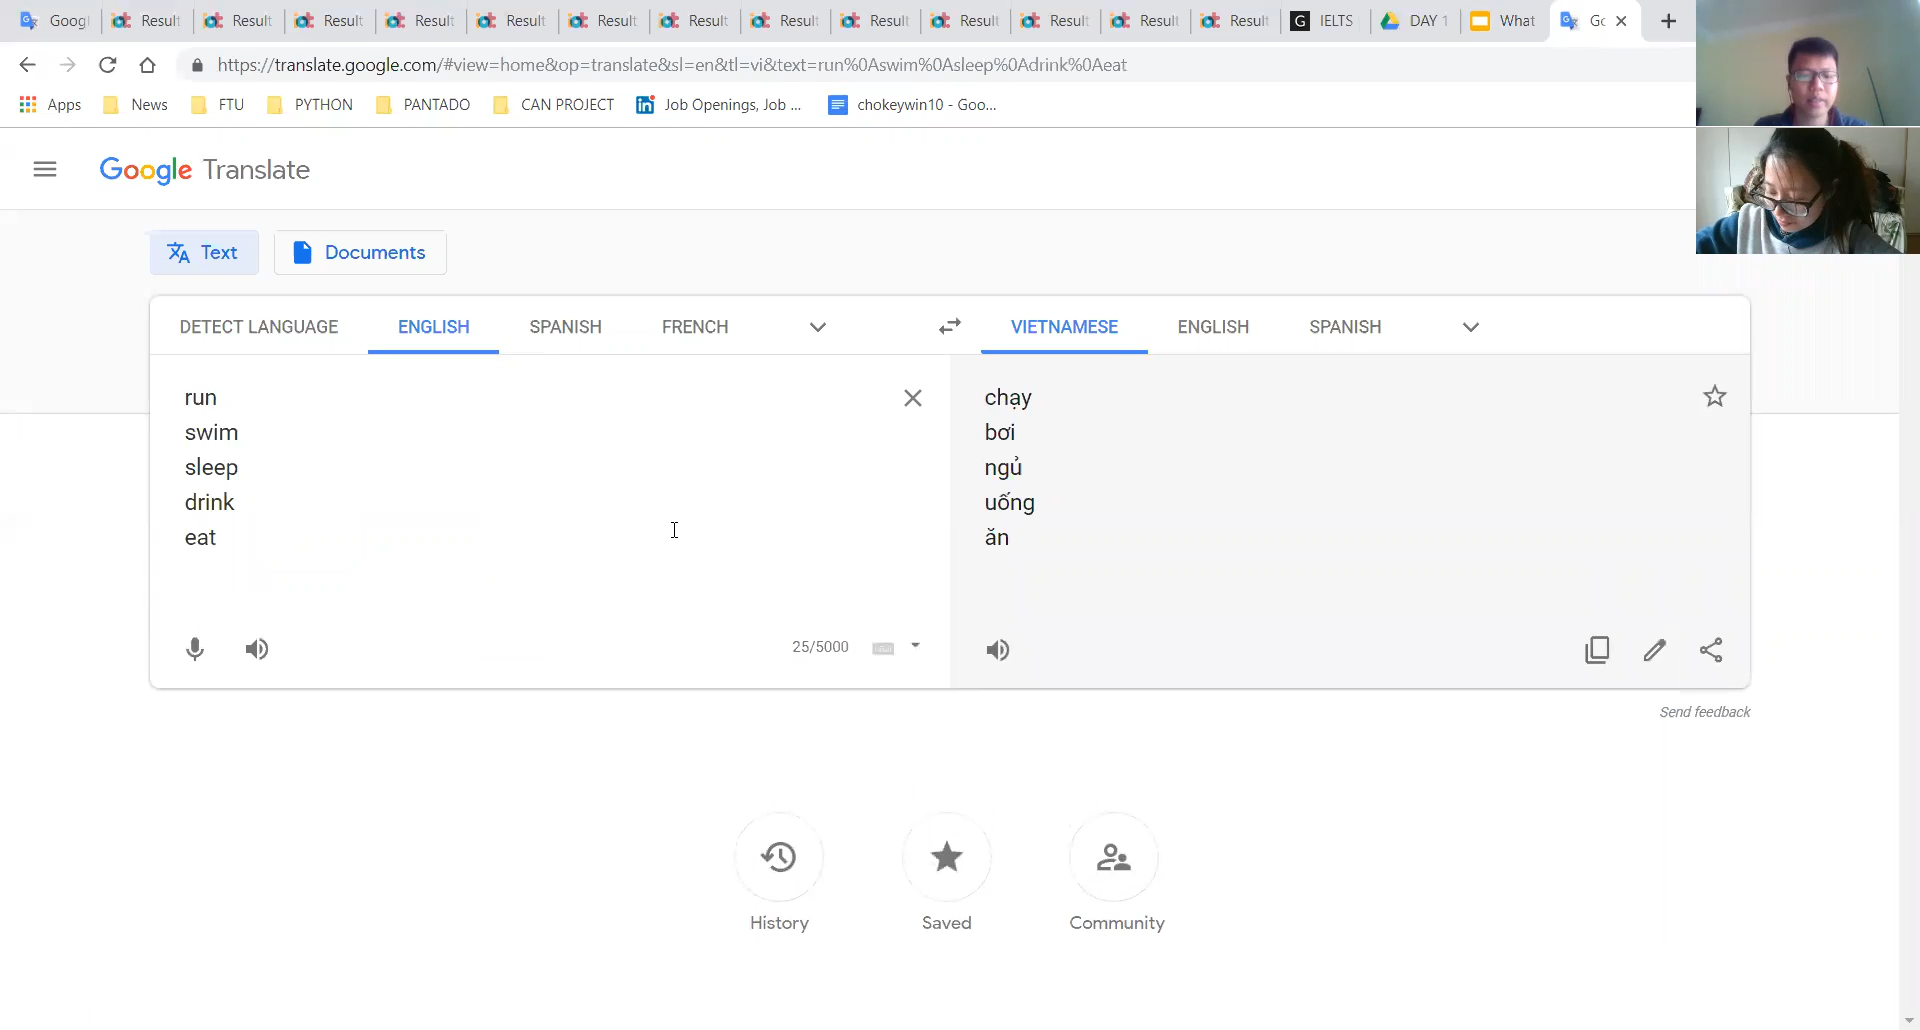 Googl Result Result Result Result Result Result Result Result Result Result Result Result Result IELTS DAY 1 What Go
https://translate.google.com/#view=home&op=translate&sl=en&tl=vi&text=run%0Aswim%0Asleep%0Adrink%0Aeat
Apps News FTU PYTHON PANTADO CAN PROJECT Job Openings, Job ... chokeywin10 - Goo...
Google Translate
Text Documents
DETECT LANGUAGE ENGLISH SPANISH FRENCH VIETNAMESE ENGLISH SPANISH
run
swim
sleep
drink
eat
chạy
bơi
ngủ
uống
ăn
25/5000
Send feedback
History Saved Community